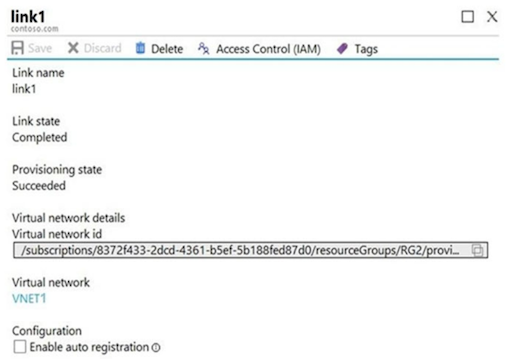 link1
contoso.com
Save Discard Delete Access Control (IAM) Tags
Link name
link1
Link state
Completed
Provisioning state
Succeeded
Virtual network details
Virtual network id
/subscriptions/8372f433-2dcd-4361-b5ef-5b188fed87d0/resourceGroups/RG2/provi...
Virtual network
VNET1
Configuration
Enable auto registration